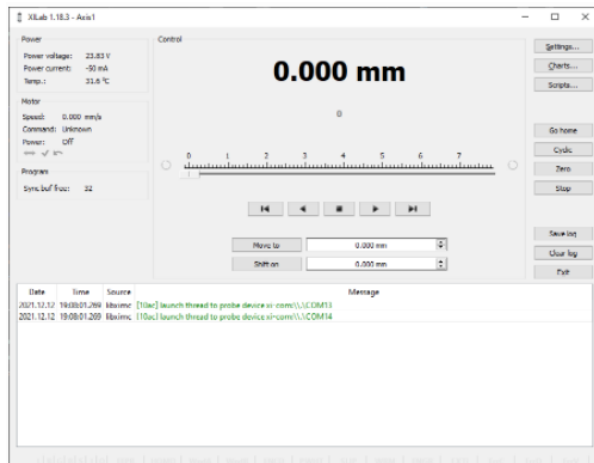 XILab 1.18.3 - Axis1
Power
Power voltage: 23.83 V
Power current: -50 mA
Temp.: 31.6 °C
Motor
Speed: 0.000 mm/s
Command: Unknown
Power: Off
Program
Sync buf free: 32
Control
0.000 mm
0 1 2 3 4 5 6 7
Move to 0.000 mm
Shift on 0.000 mm
Settings...
Charts...
Scripts...
Go home
Cyclic
Zero
Stop
Save log
Clear log
Exit
Date Time Source Message
2021.12.12 19:08:01.269 libximc [10ac] launch thread to probe device xi-com:\\.\COM13
2021.12.12 19:08:01.269 libximc [10ac] launch thread to probe device xi-com:\\.\COM14